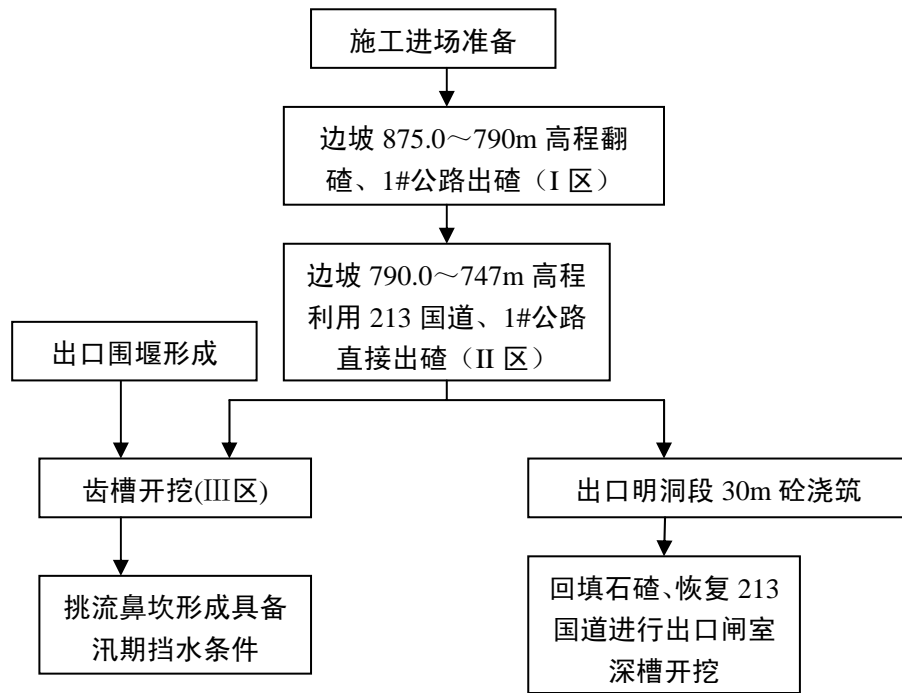 施工进场准备
边坡 875.0～790m 高程翻
碴、1#公路出碴（I 区）
边坡 790.0～747m 高程
利用 213 国道、1#公路
直接出碴（II 区）
出口围堰形成
齿槽开挖(III区)
出口明洞段 30m 砼浇筑
挑流鼻坎形成具备
汛期挡水条件
回填石碴、恢复 213
国道进行出口闸室
深槽开挖